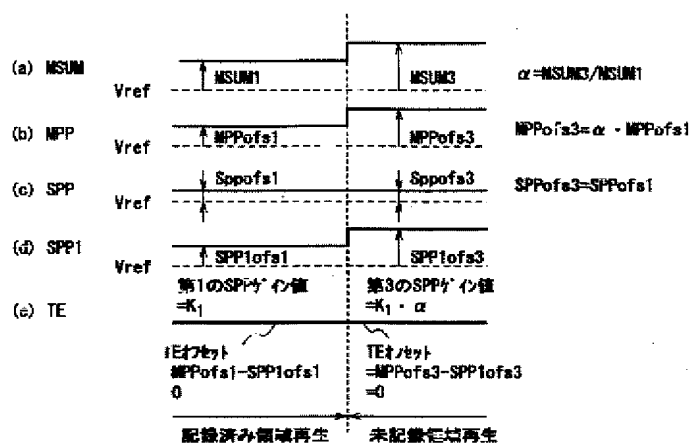 (a) MSUM
Vref
MSUM1
MSUM3
α=MSUM3/MSUM1
(b) MPP
Vref
MPPofs1
MPPofs3
MPPofs3=α・MPPofs1
(c) SPP
Vref
Sppofs1
Sppofs3
SPPofs3=SPPofs1
(d) SPP1
Vref
SPP1ofs1
SPP1ofs3
第1のSPPゲイン値
=K1
第3のSPPゲイン値
=K1・α
(e) TE
TEオフセット
MPPofs1-SPP1ofs1
0
TEオフセット
=MPPofs3-SPP1ofs3
=0
記録済み領域再生
未記録領域再生